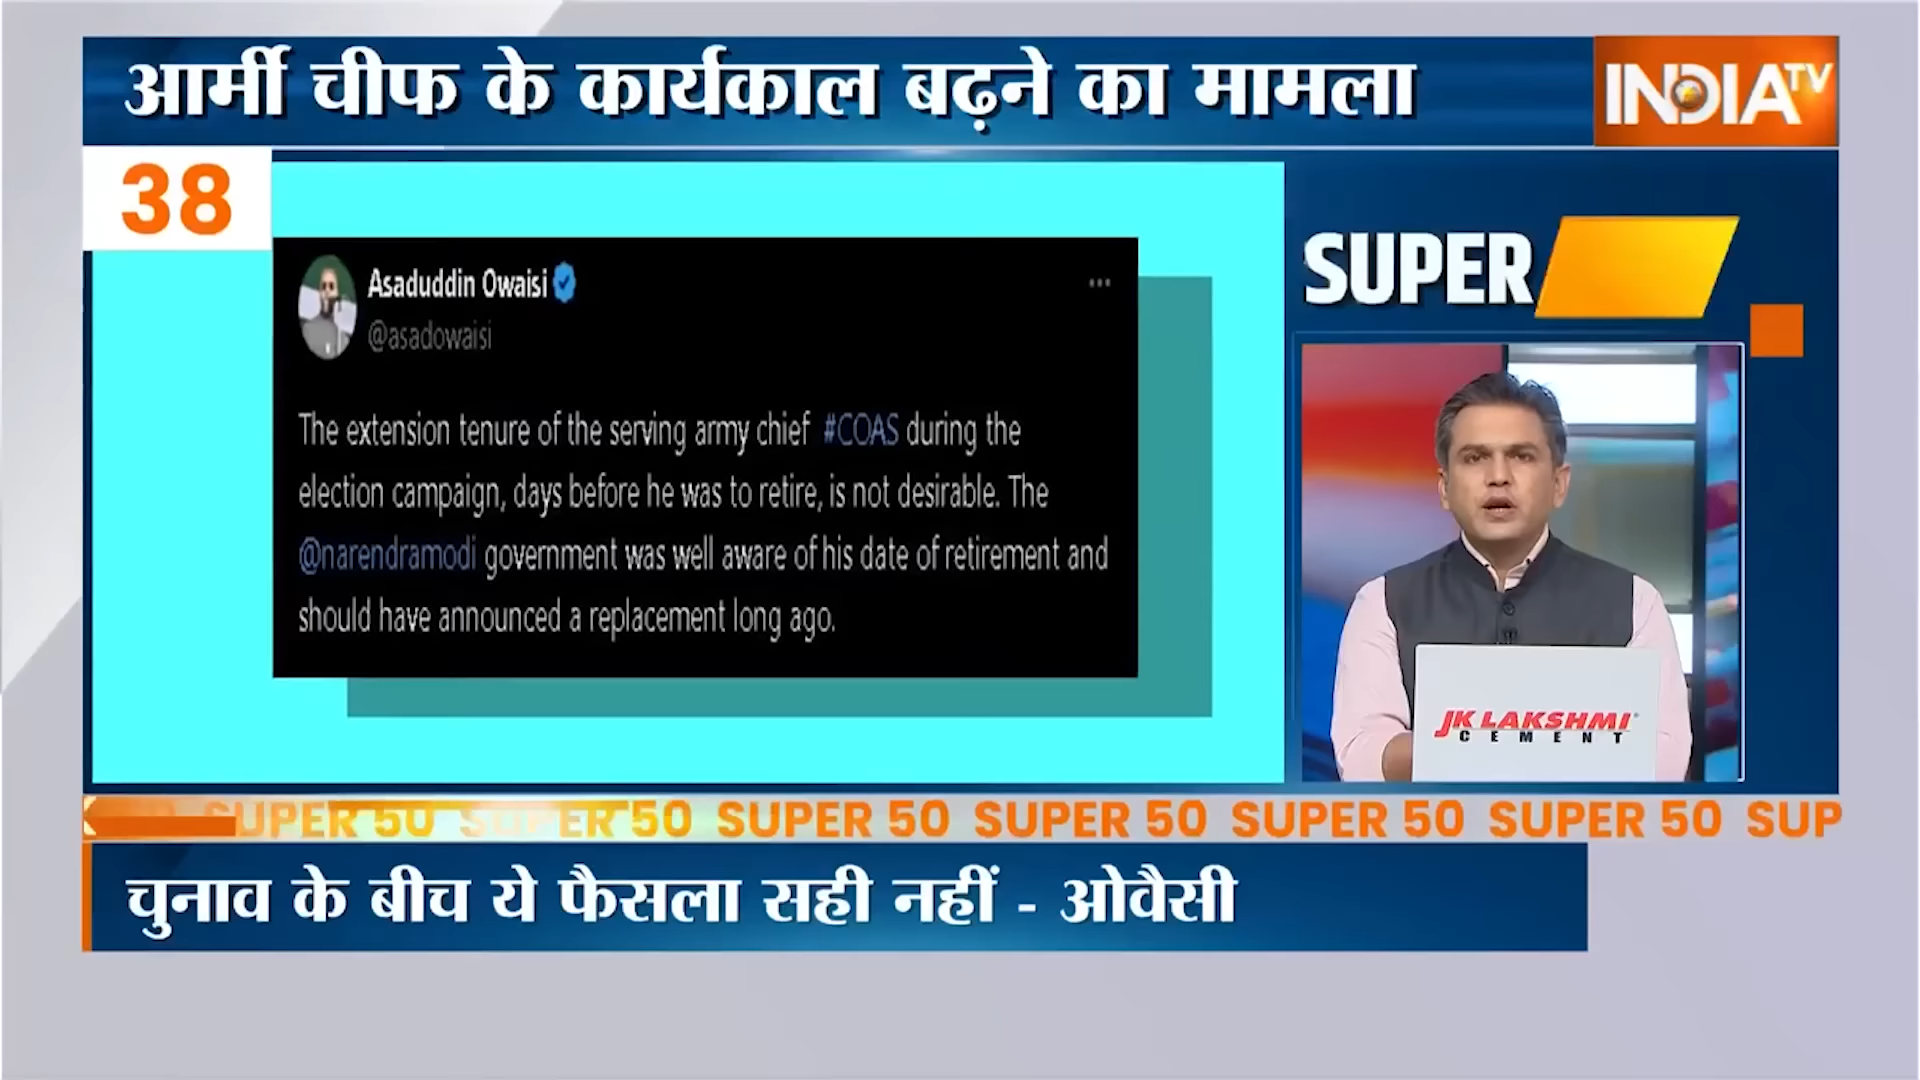 आर्मी चीफ के कार्यकाल बढ़ने का मामला
INDIA TV
38
SUPER
Asaduddin Owaisi
@asadowaisi
The extension tenure of the serving army chief #COAS during the
election campaign, days before he was to retire, is not desirable. The
@narendramodi government was well aware of his date of retirement and
should have announced a replacement long ago.
JK LAKSHMI
CEMENT
UPER 50 SUPER 50 SUPER 50 SUPER 50 SUPER 50 SUPER 50 SUP
चुनाव के बीच ये फैसला सही नहीं - ओवैसी